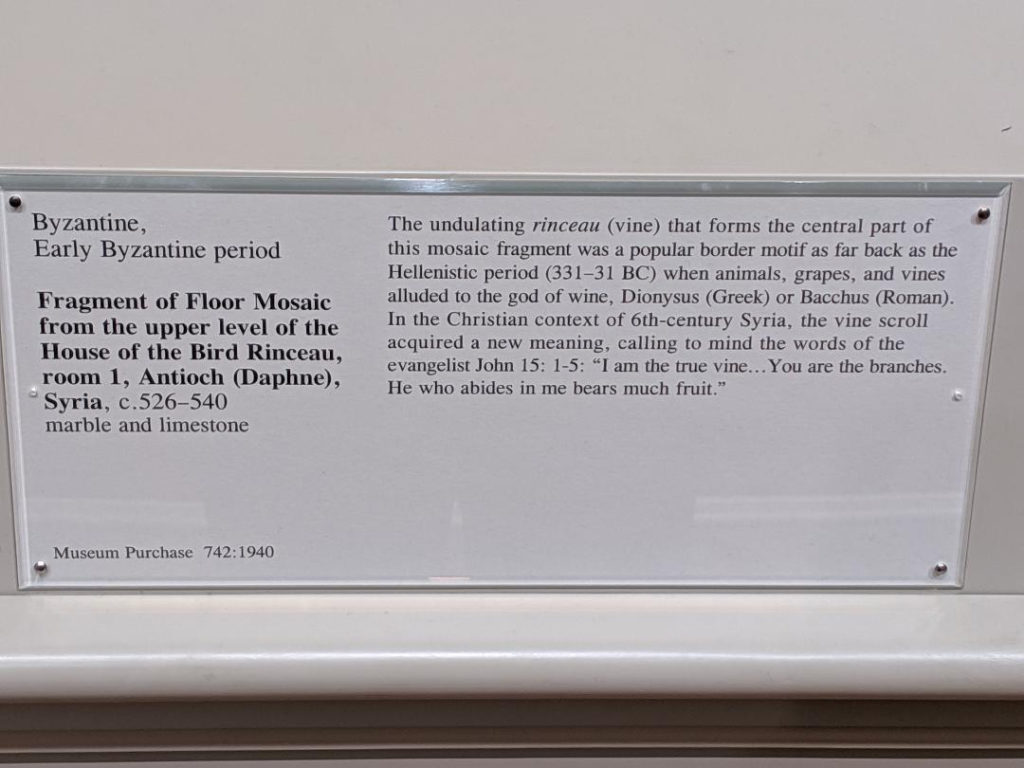 Byzantine,
Early Byzantine period
Fragment of Floor Mosaic
from the upper level of the
House of the Bird Rinceau,
room 1, Antioch (Daphne),
Syria, c.526–540
marble and limestone
Museum Purchase 742:1940
The undulating rinceau (vine) that forms the central part of
this mosaic fragment was a popular border motif as far back as the
Hellenistic period (331–31 BC) when animals, grapes, and vines
alluded to the god of wine, Dionysus (Greek) or Bacchus (Roman).
In the Christian context of 6th-century Syria, the vine scroll
acquired a new meaning, calling to mind the words of the
evangelist John 15: 1-5: “I am the true vine…You are the branches.
He who abides in me bears much fruit.”